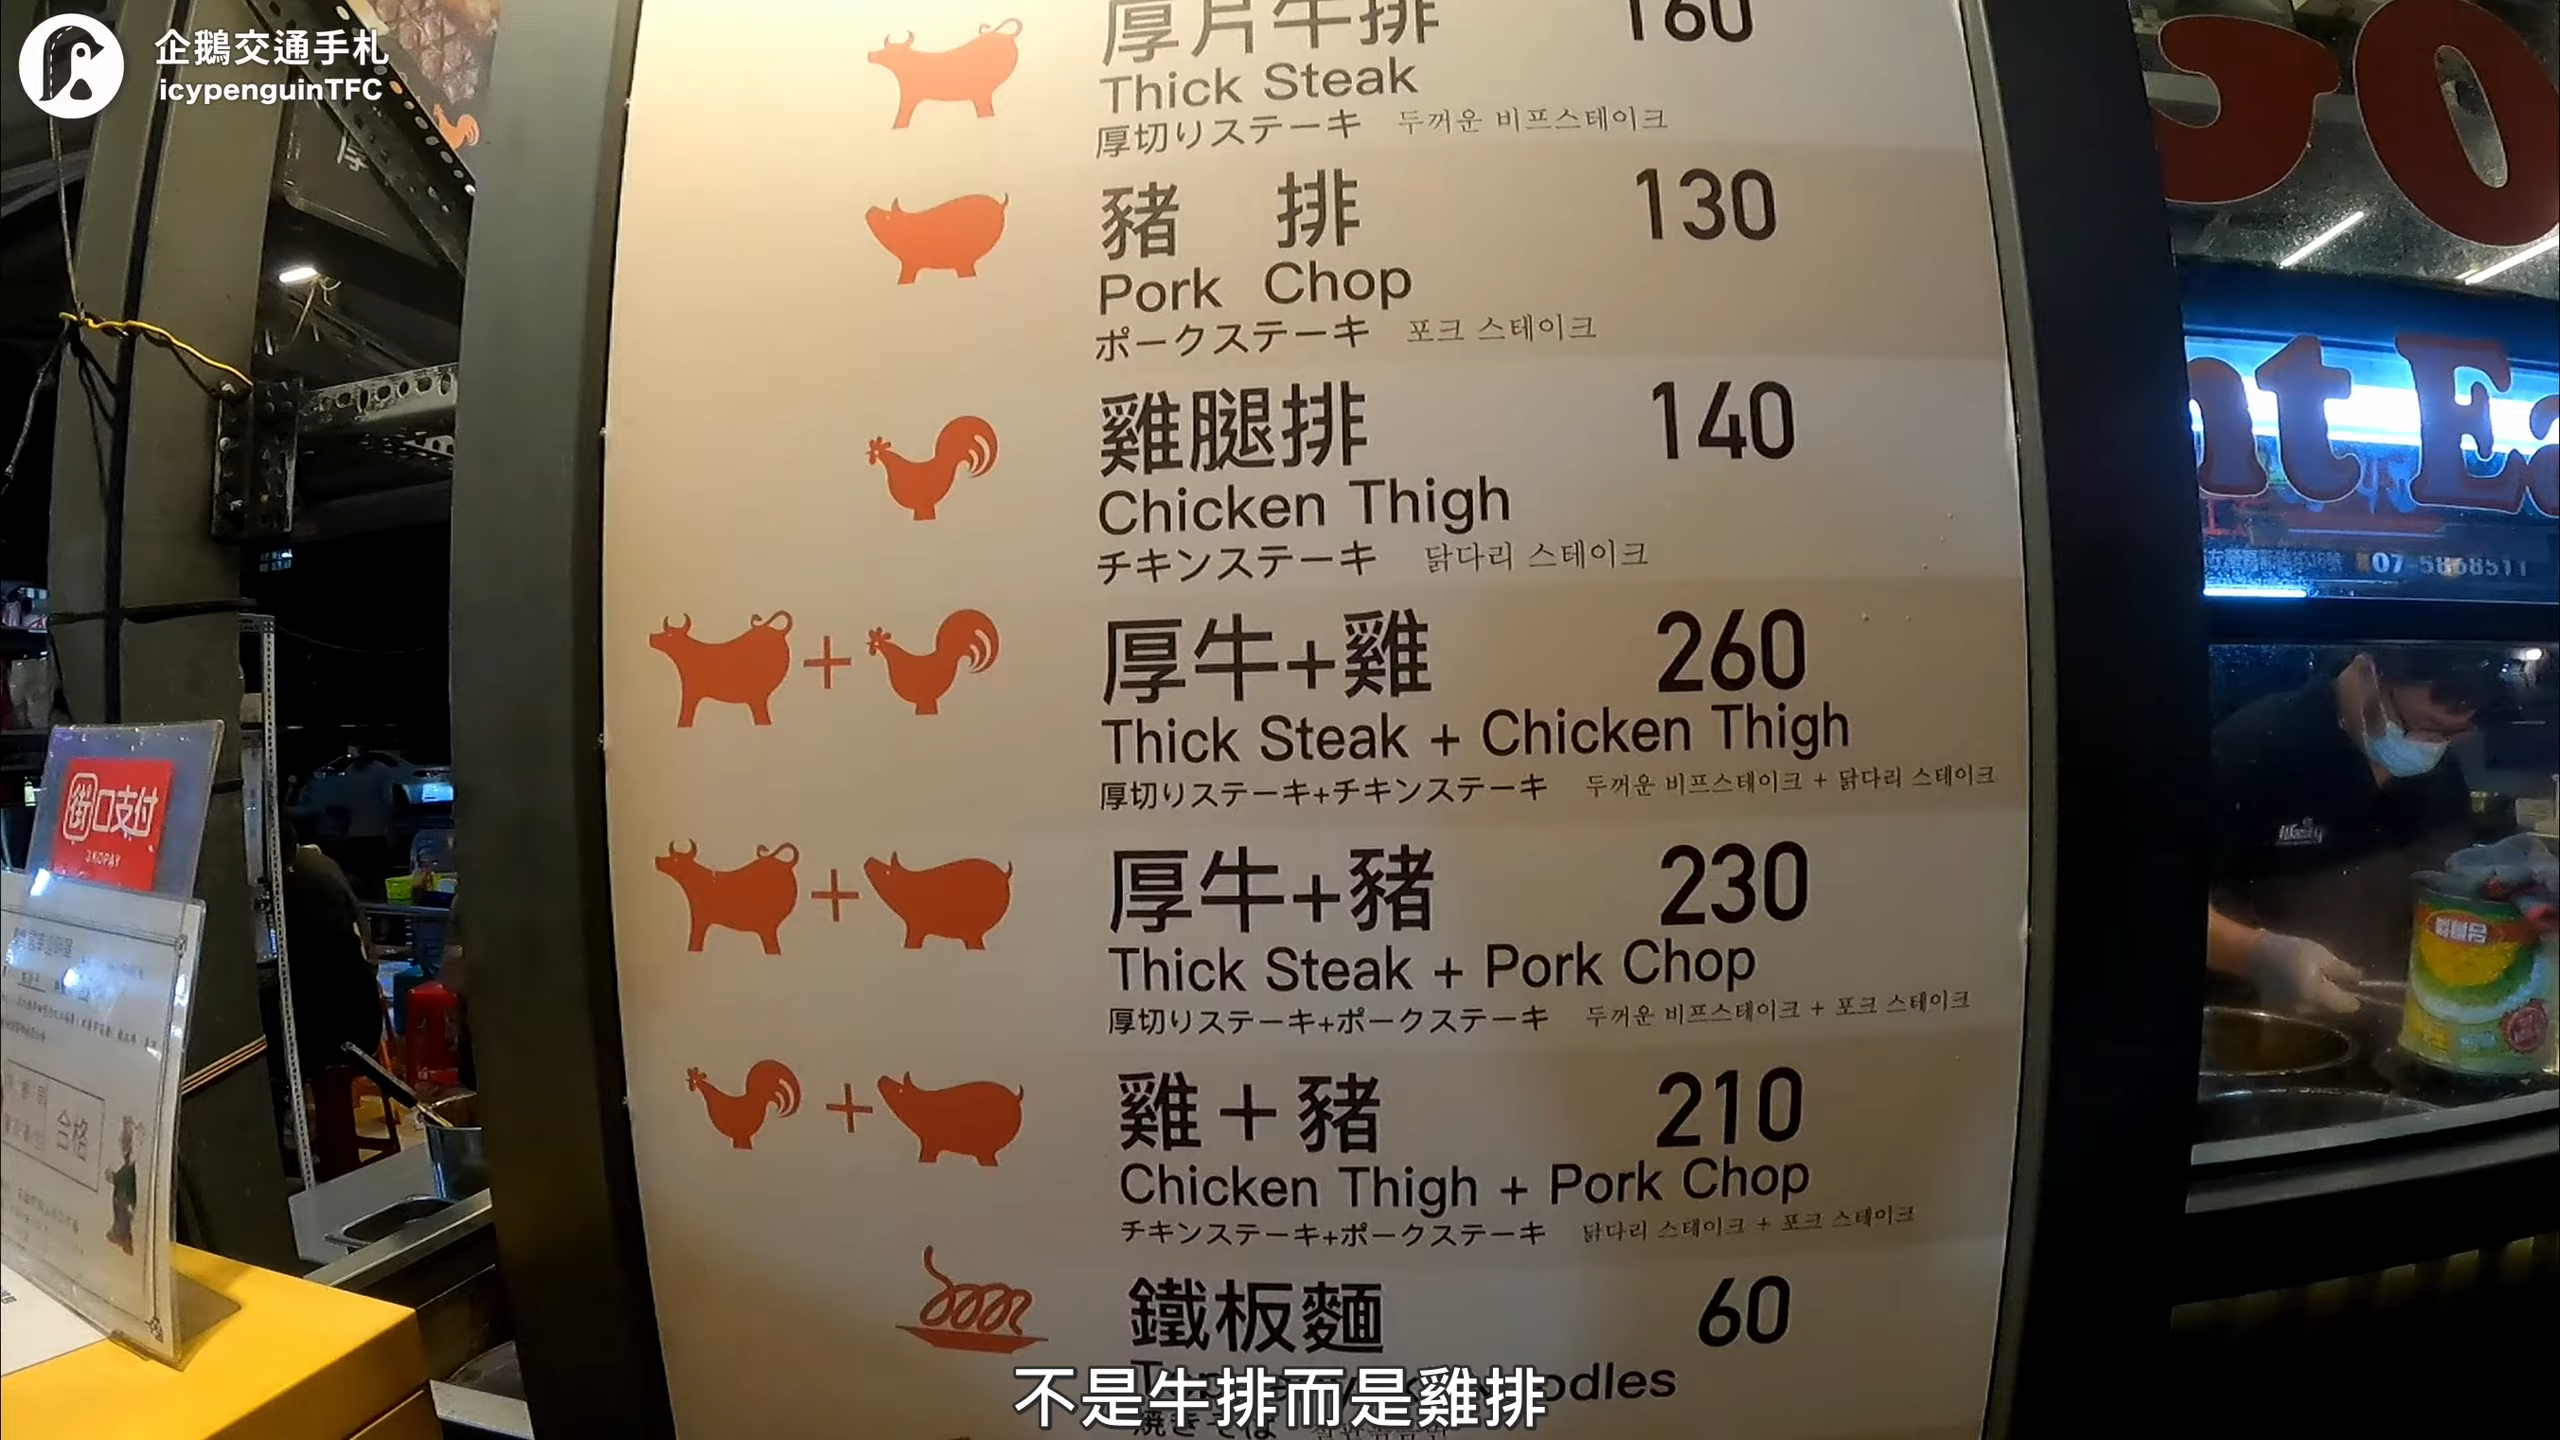 企鵝交通手札
icypenguinTFC
厚片牛排 160
Thick Steak
厚切りステーキ 두꺼운 비프스테이크
豬 排 130
Pork Chop
ポークステーキ 포크 스테이크
雞腿排 140
Chicken Thigh
チキンステーキ 닭다리 스테이크
厚牛+雞 260
Thick Steak + Chicken Thigh
厚切りステーキ+チキンステーキ 두꺼운 비프스테이크 + 닭다리 스테이크
厚牛+豬 230
Thick Steak + Pork Chop
厚切りステーキ+ポークステーキ 두꺼운 비프스테이크 + 포크 스테이크
雞+豬 210
Chicken Thigh + Pork Chop
チキンステーキ+ポークステーキ 닭다리 스테이크 + 포크 스테이크
鐵板麵 60
不是牛排而是雞排
街口支付
JKOPAY
合格